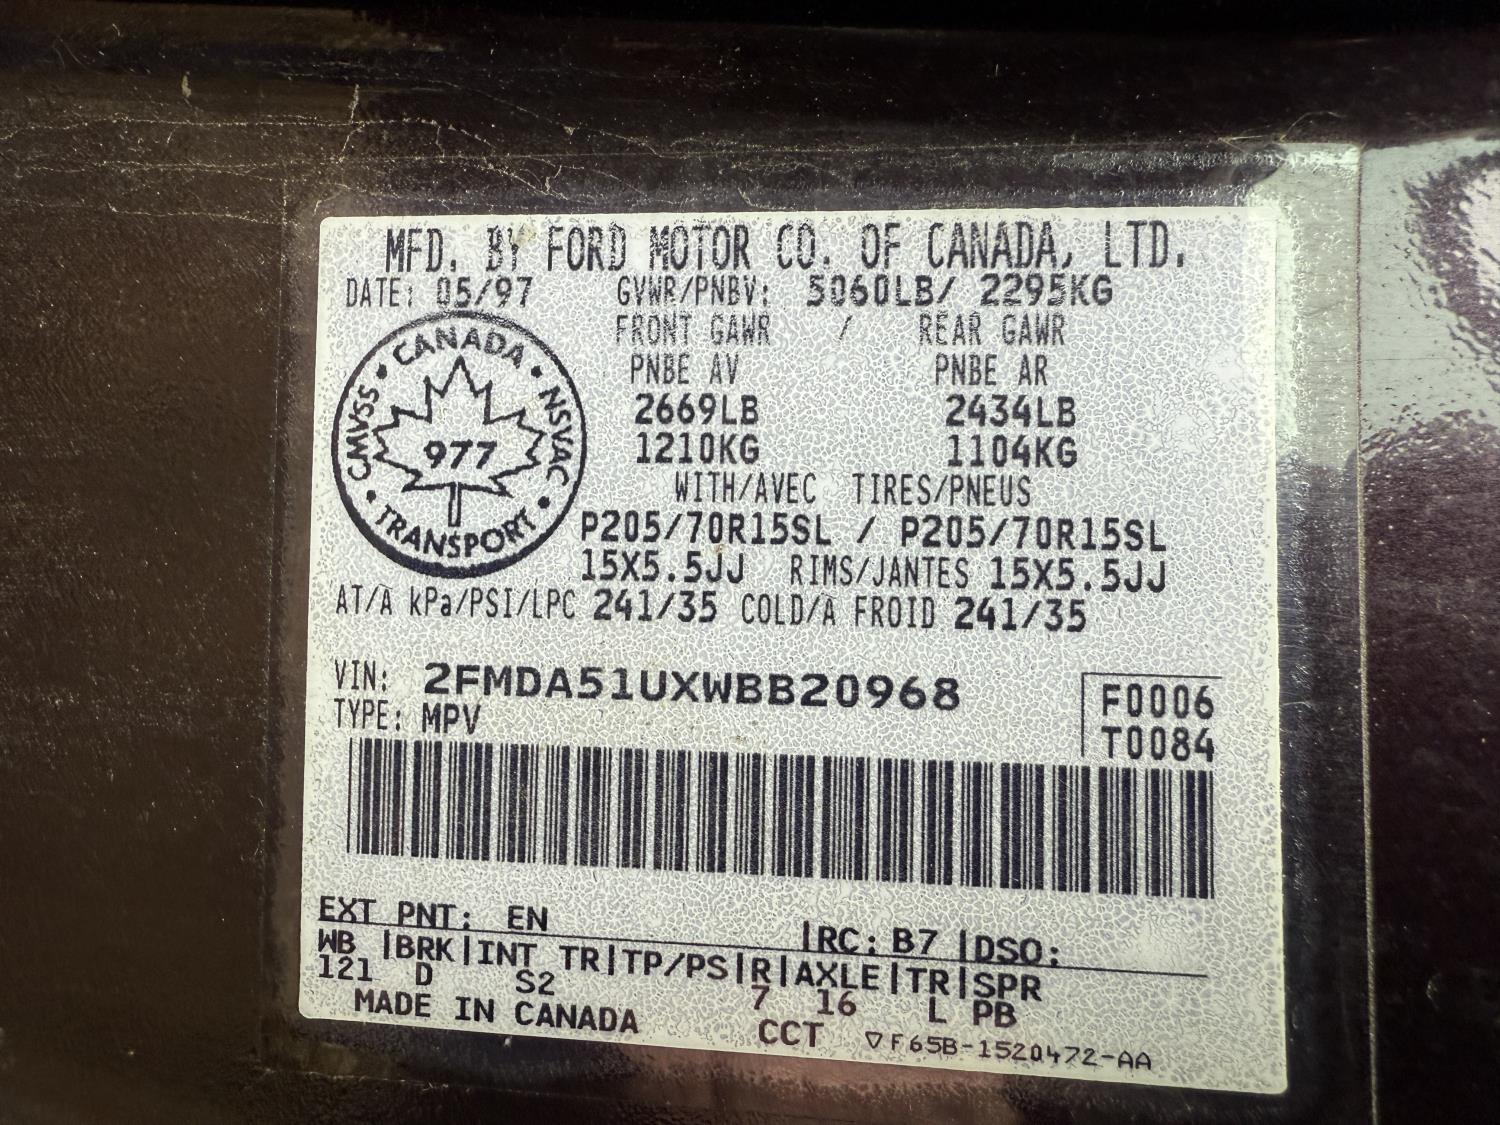 MFD. BY FORD MOTOR CO. OF CANADA, LTD.
DATE: 05/97 GVWR/PNBV: 5060LB/ 2295KG
FRONT GAWR / REAR GAWR
PNBE AV PNBE AR
2669LB 2434LB
1210KG 1104KG
WITH/AVEC TIRES/PNEUS
P205/70R15SL / P205/70R15SL
15X5.5JJ RIMS/JANTES 15X5.5JJ
AT/À kPa/PSI/LPC 241/35 COLD/À FROID 241/35
CANADA • NSVAC • TRANSPORT • CMVSS •
977
VIN: 2FMDA51UXWBB20968
TYPE: MPV
F0006
T0084
EXT PNT: EN |RC: B7 |DSO:
WB |BRK|INT TR|TP/PS|R|AXLE|TR|SPR
121 D S2 7 16 L PB
MADE IN CANADA CCT ▽F65B-1520472-AA